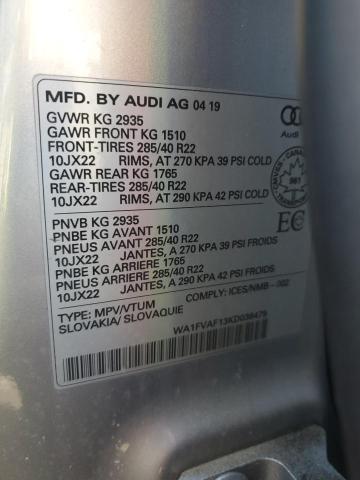 MFD. BY AUDI AG 04 19
GVWR KG 2935
GAWR FRONT KG 1510
FRONT-TIRES 285/40 R22
10JX22 RIMS, AT 270 KPA 39 PSI COLD
GAWR REAR KG 1765
REAR-TIRES 285/40 R22
10JX22 RIMS, AT 290 KPA 42 PSI COLD
Audi
CANADA
TRANSPORT
PNVB KG 2935
PNBE KG AVANT 1510
PNEUS AVANT 285/40 R22
10JX22 JANTES, A 270 KPA 39 PSI FROIDS
PNBE KG ARRIERE 1765
PNEUS ARRIERE 285/40 R22
10JX22 JANTES, A 290 KPA 42 PSI FROIDS
EC
TYPE: MPV/VTUM COMPLY: ICES/NMB-002
SLOVAKIA/ SLOVAQUIE
WA1FVAF13KD038479